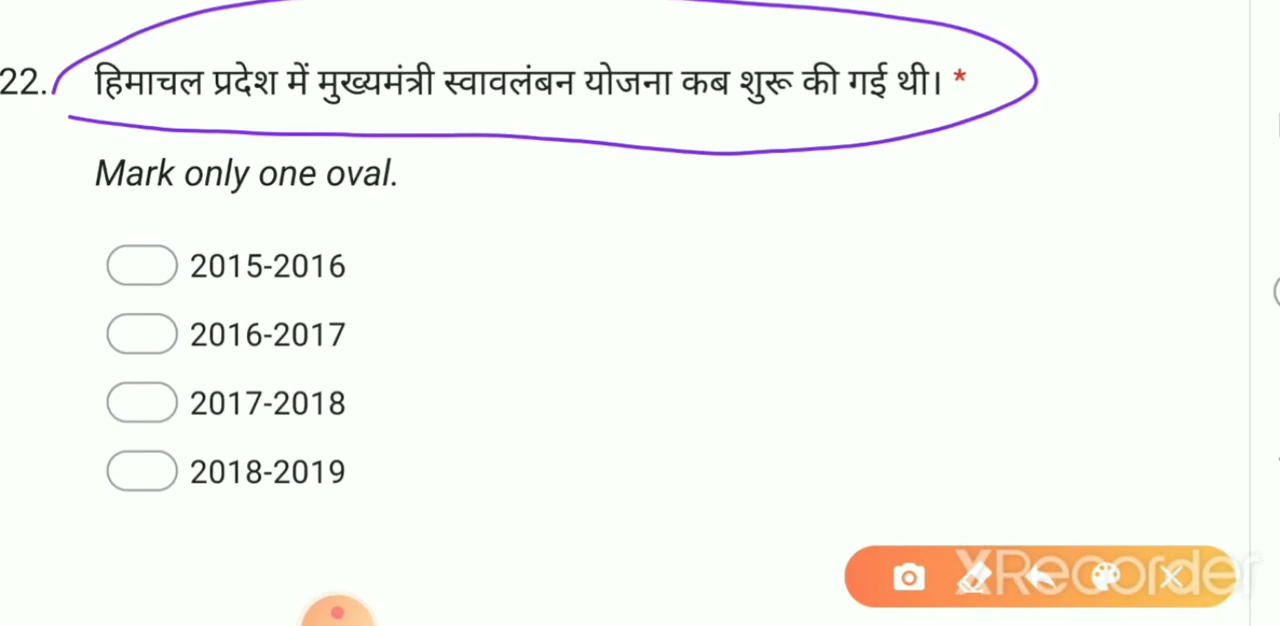 22. हिमाचल प्रदेश में मुख्यमंत्री स्वावलंबन योजना कब शुरू की गई थी। *
Mark only one oval.
2015-2016
2016-2017
2017-2018
2018-2019
XRecorder